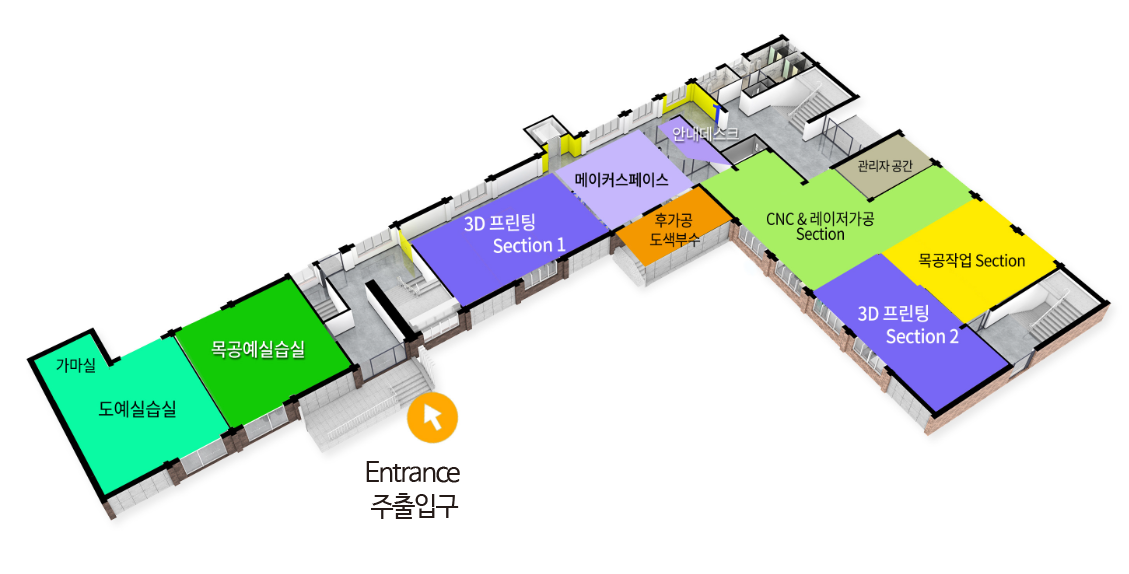 안내데스크
메이커스페이스
관리자 공간
3D 프린팅
Section 1
후가공
도색부수
CNC & 레이저가공
Section
목공작업 Section
3D 프린팅
Section 2
목공예실습실
가마실
도예실습실
Entrance
주출입구